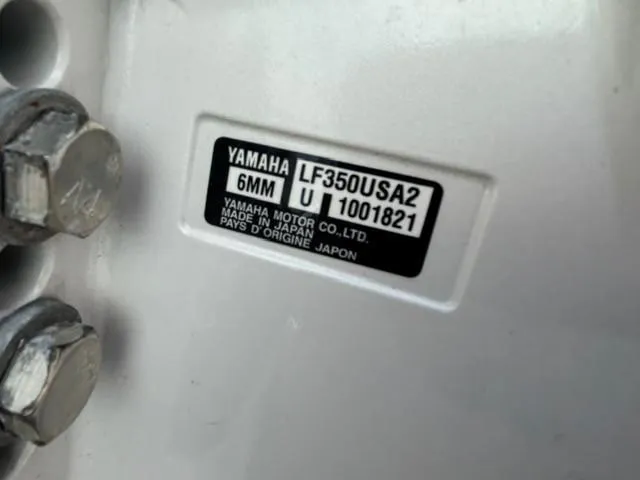 YAMAHA LF350USA2
6MM U 1001821
YAMAHA MOTOR CO.,LTD.
MADE IN JAPAN
PAYS D'ORIGINE JAPON